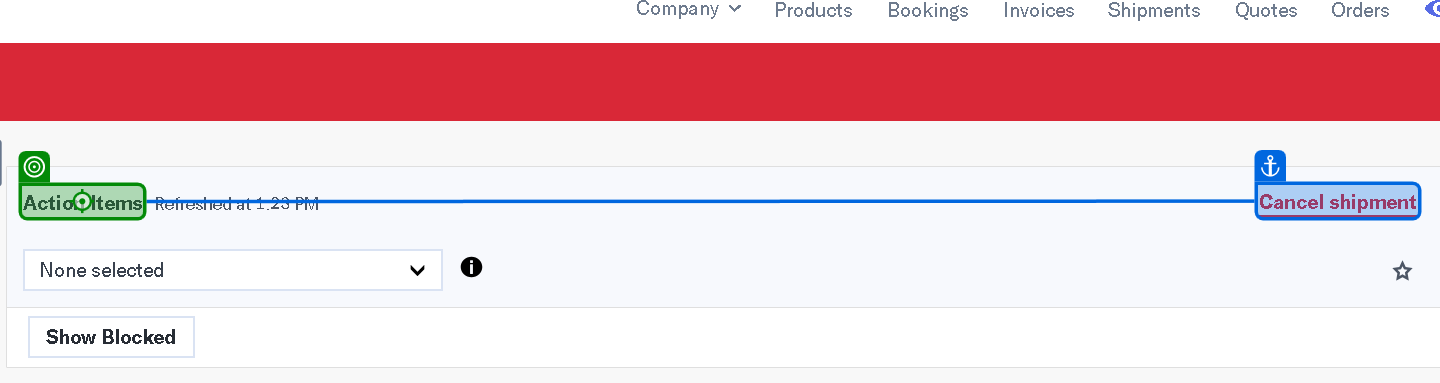 Company Products Bookings Invoices Shipments Quotes Orders
Action Items Refreshed at 1:23 PM Cancel shipment
None selected
Show Blocked